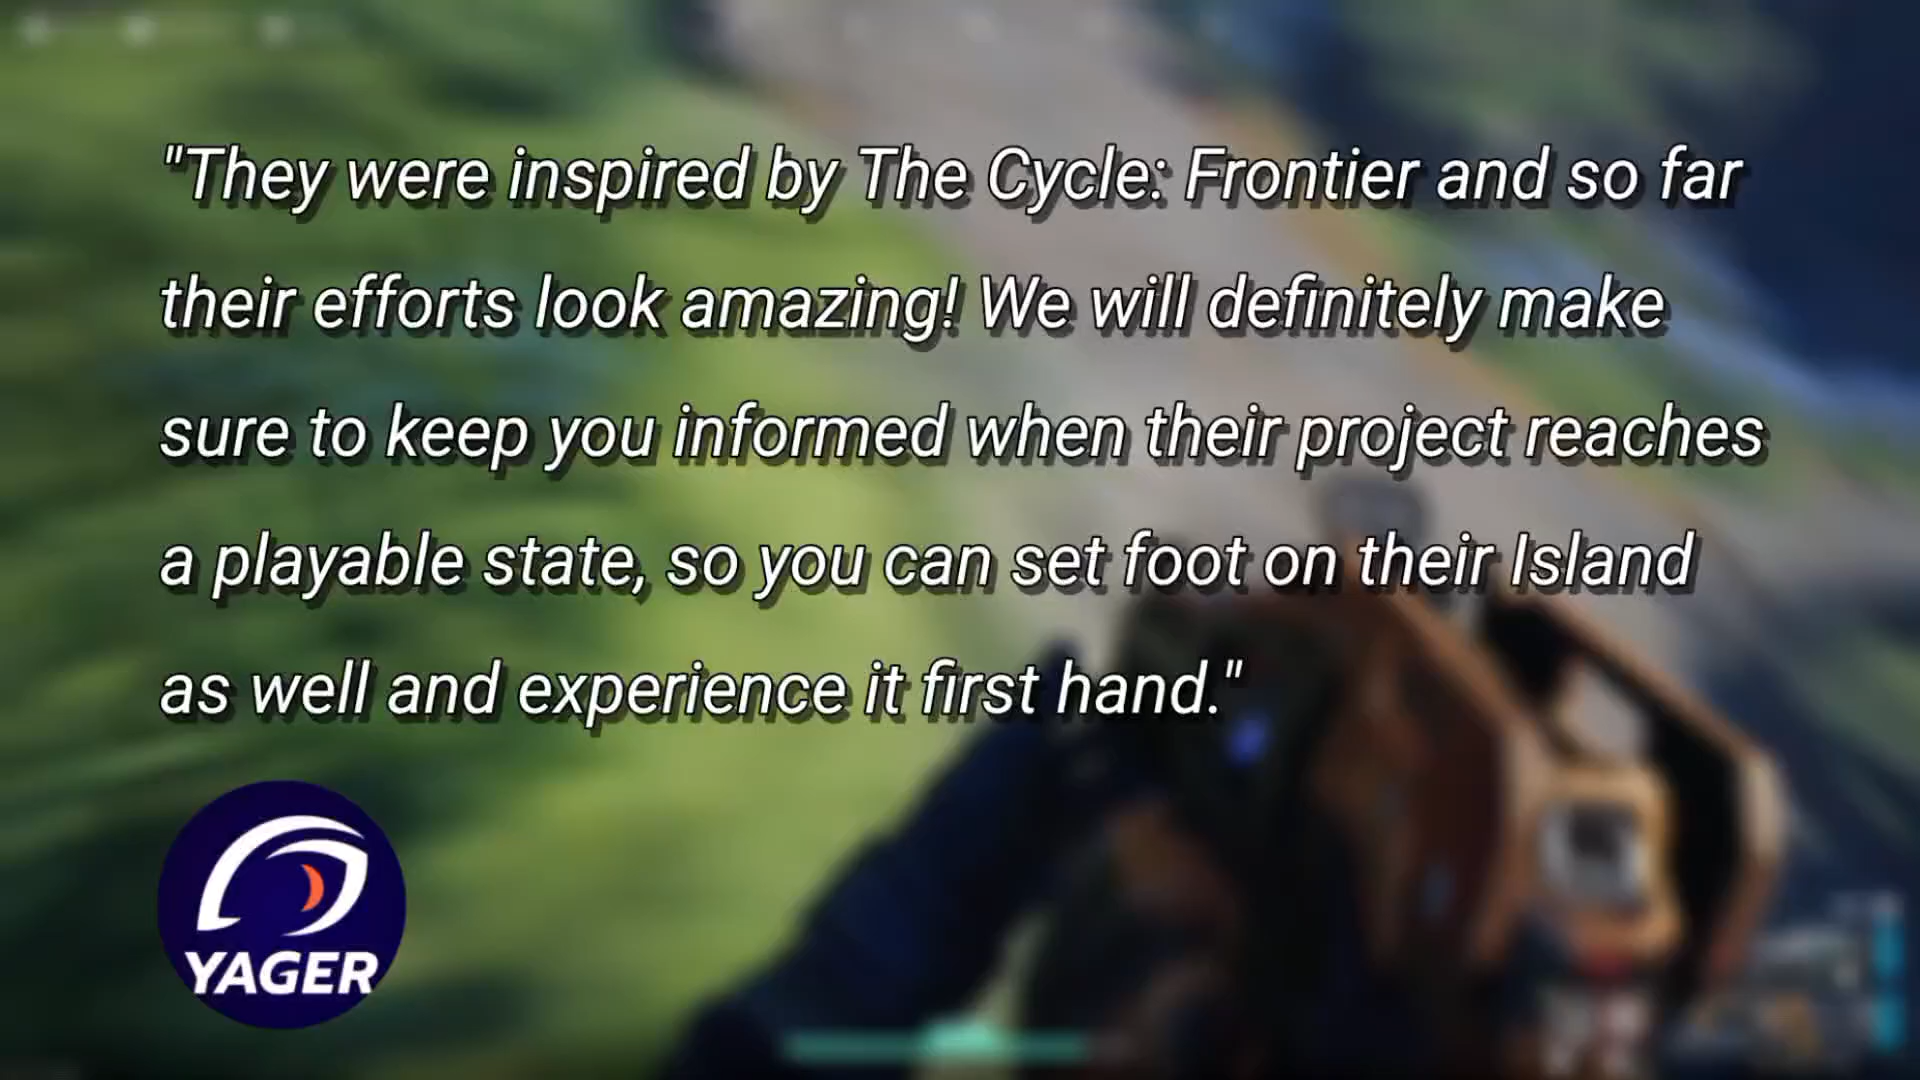 "They were inspired by The Cycle: Frontier and so far
their efforts look amazing! We will definitely make
sure to keep you informed when their project reaches
a playable state, so you can set foot on their Island
as well and experience it first hand."
YAGER